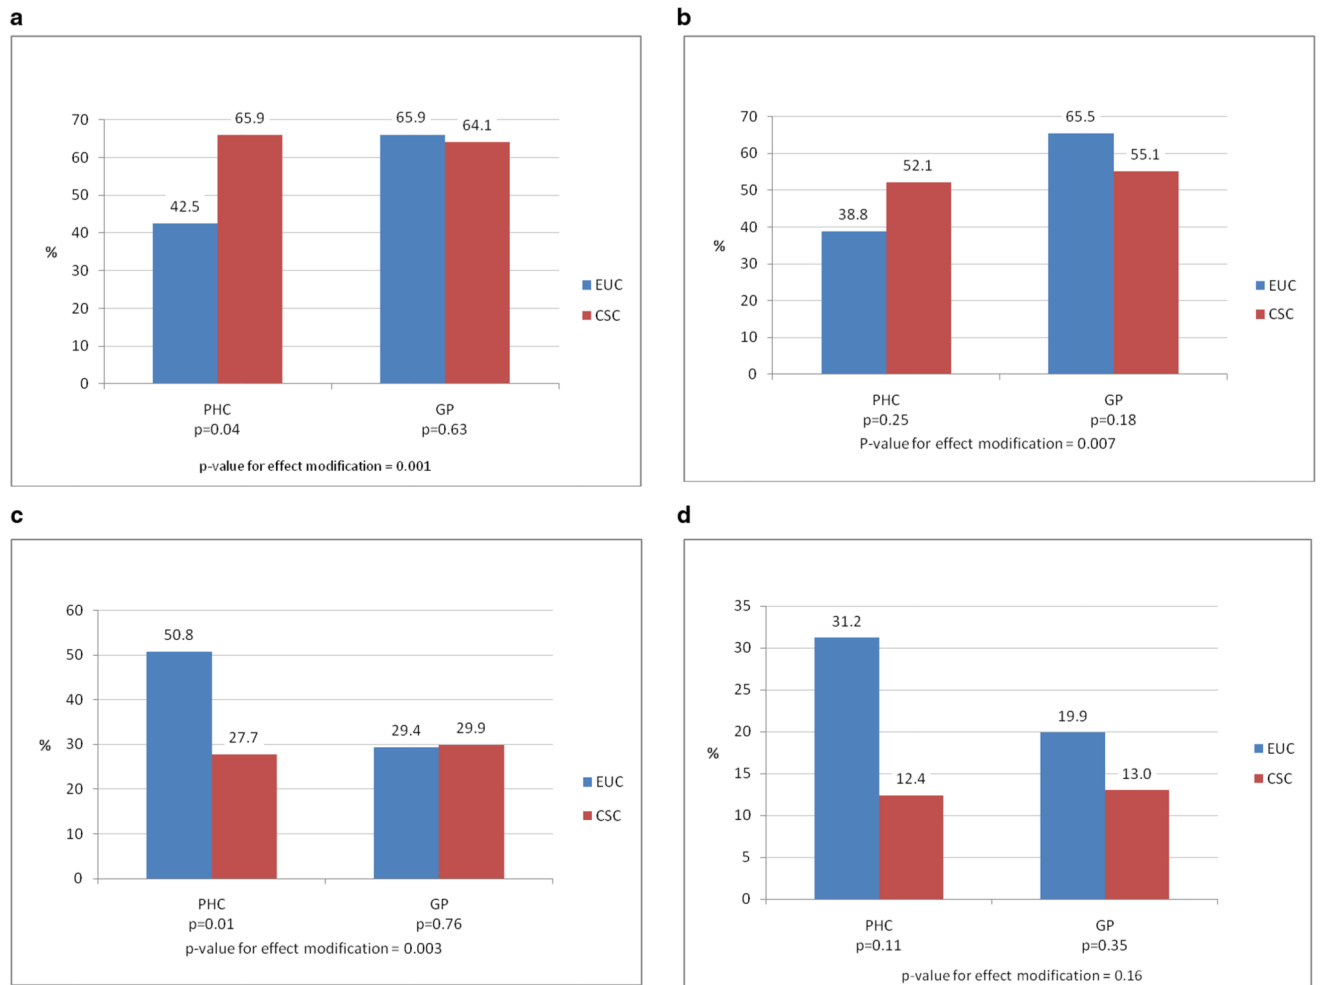 a
70
60
50
40
30
20
10
0
%
42.5
65.9
65.9
64.1
PHC
p=0.04
GP
p=0.63
p-value for effect modification = 0.001
EUC
CSC
b
70
60
50
40
30
20
10
0
%
38.8
52.1
65.5
55.1
PHC
p=0.25
GP
p=0.18
P-value for effect modification = 0.007
EUC
CSC
c
60
50
40
30
20
10
0
%
50.8
27.7
29.4
29.9
PHC
p=0.01
GP
p=0.76
p-value for effect modification = 0.003
EUC
CSC
d
35
30
25
20
15
10
5
0
%
31.2
12.4
19.9
13.0
PHC
p=0.11
GP
p=0.35
p-value for effect modification = 0.16
EUC
CSC